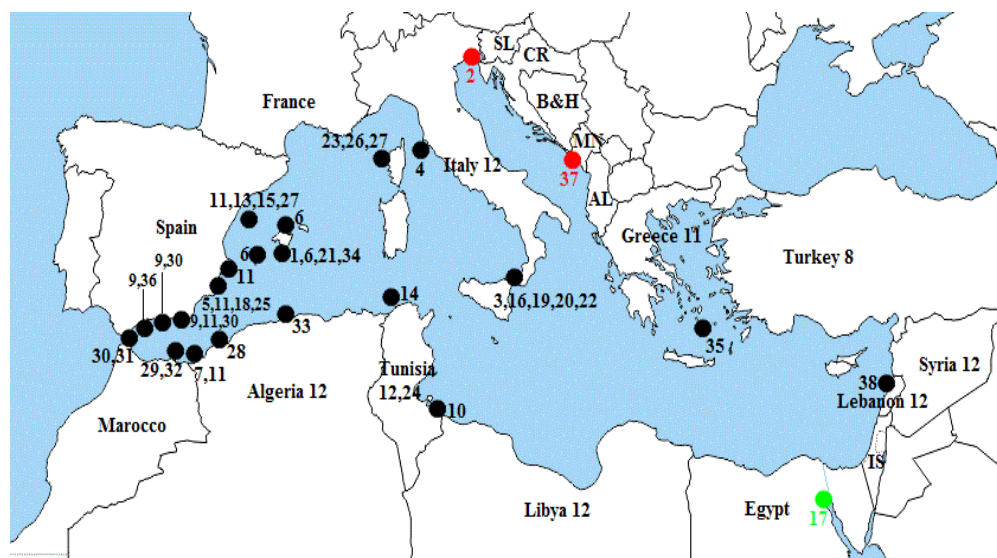 SL
CR
2
B&H
France
23,26,27
MN
4
Italy 12
37
AL
11,13,15,27
6
Spain
Greece 11
6
1,6,21,34
Turkey 8
9,30
9,36
11
5,11,18,25
14
3,16,19,20,22
9,11,30
33
35
30,31
28
29,32
7,11
Tunisia
12,24
Syria 12
38
Algeria 12
Lebanon 12
10
Marocco
IS
Libya 12
Egypt
17